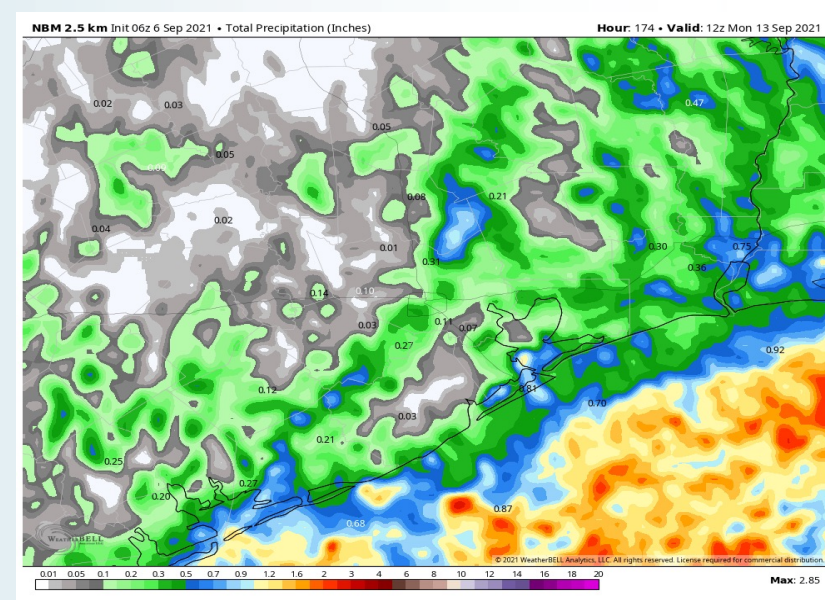 NBM 2.5 km Init 06z 6 Sep 2021 • Total Precipitation (Inches) Hour: 174 • Valid: 12z Mon 13 Sep 2021
0.02 0.03 0.47
0.05
0.05
0.08 0.21
0.04 0.02
0.01 0.30 0.75
0.31 0.36
0.14 0.10
0.03 0.11 0.07
0.27 0.92
0.12 0.81
0.03 0.70
0.21
0.25
0.20 0.27
0.68 0.87
WEATHERBELL
© 2021 WeatherBELL Analytics, LLC. All rights reserved. License required for commercial distribution.
0.01 0.05 0.1 0.2 0.3 0.5 0.7 0.9 1.2 1.6 2 3 4 6 8 10 12 14 16 18 20 Max: 2.85